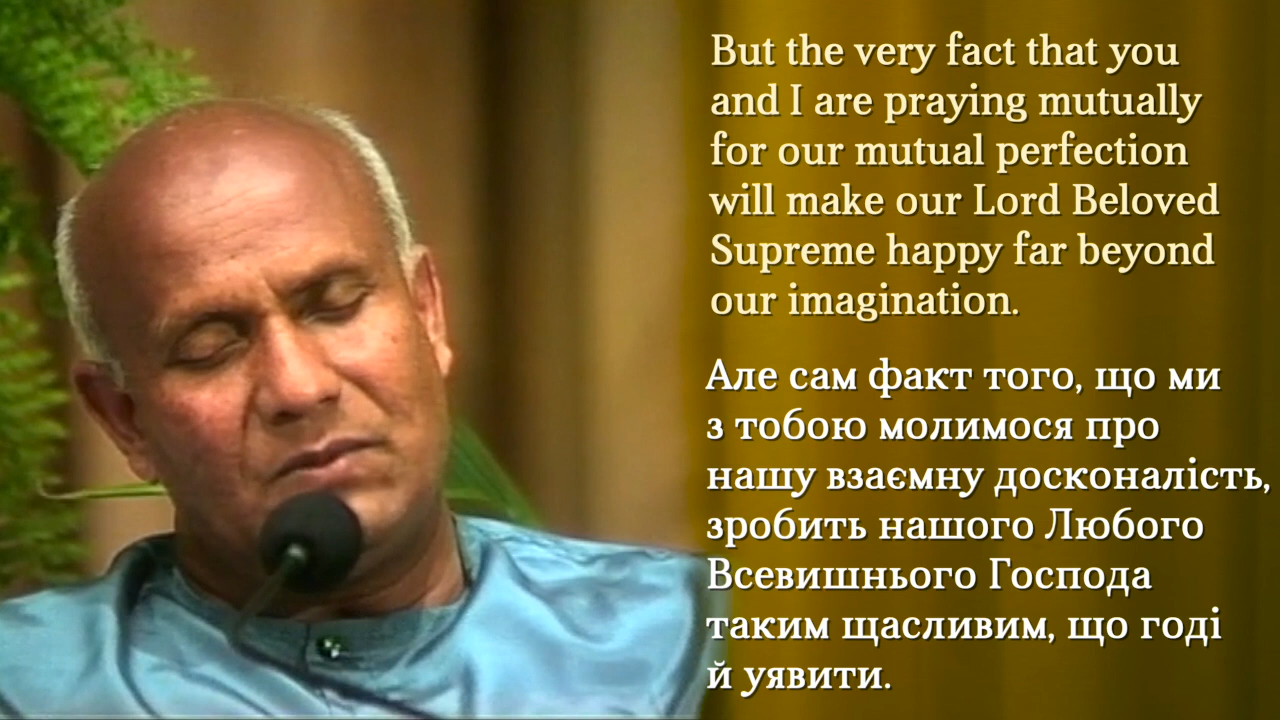 But the very fact that you
and I are praying mutually
for our mutual perfection
will make our Lord Beloved
Supreme happy far beyond
our imagination.
Але сам факт того, що ми
з тобою молимося про
нашу взаємну досконалість,
зробить нашого Любого
Всевишнього Господа
таким щасливим, що годі
й уявити.